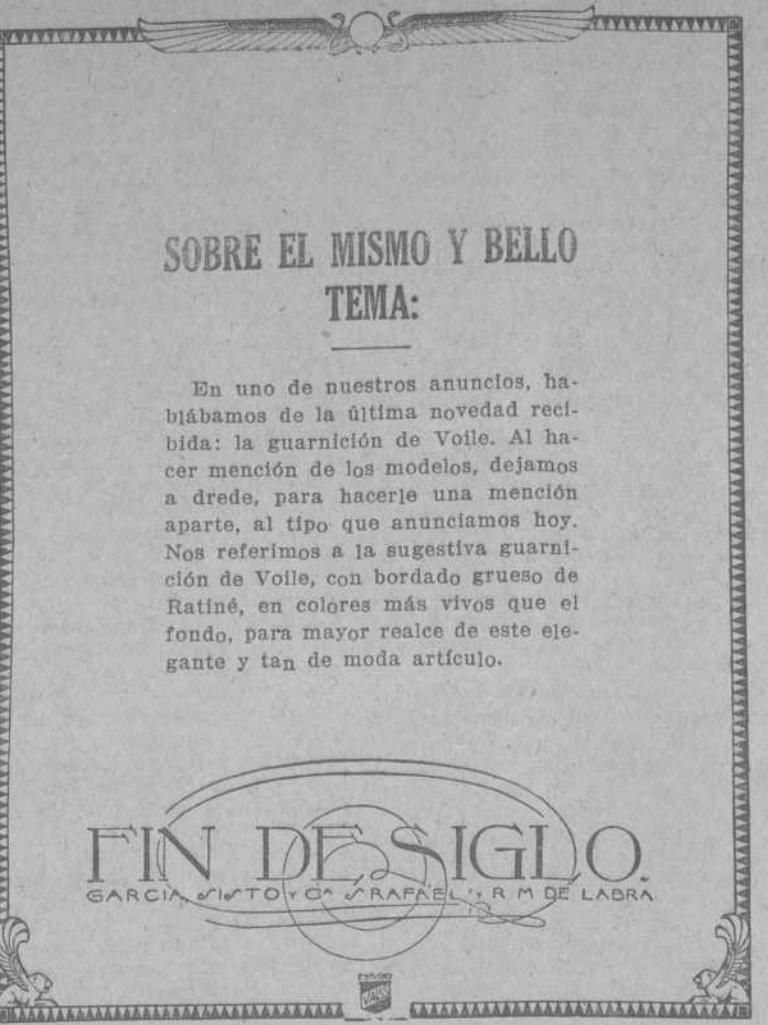 SOBRE EL MISMO Y BELLO
TEMA:
En uno de nuestros anuncios, ha-
blábamos de la última novedad reci-
bida: la guarnición de Voile. Al ha-
cer mención de los modelos, dejamos
a drede, para hacerle una mención
aparte, al tipo que anunciamos hoy.
Nos referimos a la sugestiva guarni-
ción de Voile, con bordado grueso de
Ratiné, en colores más vivos que el
fondo, para mayor realce de este ele-
gante y tan de moda artículo.
FIN DE SIGLO.
GARCIA, SISTO Y Cª S RAFAEL Y R M DE LABRA